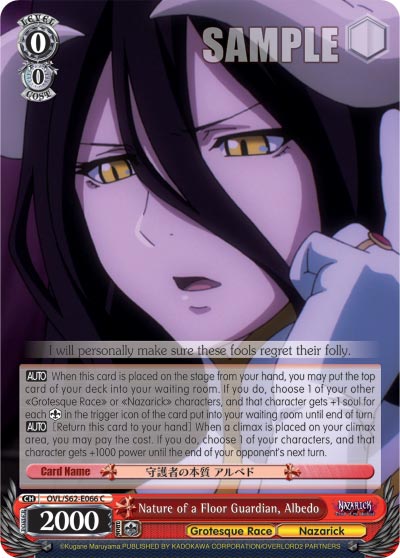 LEVEL
0
0
COST
SAMPLE
I will personally make sure these fools regret their folly.
AUTO When this card is placed on the stage from your hand, you may put the top
card of your deck into your waiting room. If you do, choose 1 of your other
«Grotesque Race» or «Nazarick» characters, and that character gets +1 soul for
each in the trigger icon of the card put into your waiting room until end of turn.
AUTO [Return this card to your hand] When a climax is placed on your climax
area, you may pay the cost. If you do, choose 1 of your characters, and that
character gets +1000 power until the end of your opponent's next turn.
Card Name 守護者の本質 アルベド
CH OVL/S62-E066 C
Nature of a Floor Guardian, Albedo
NAZARICK
POWER
2000
SOUL
Grotesque Race
Nazarick
©Kugane Maruyama,PUBLISHED BY KADOKAWA CORPORATION/OVERLORD2 PARTNERS